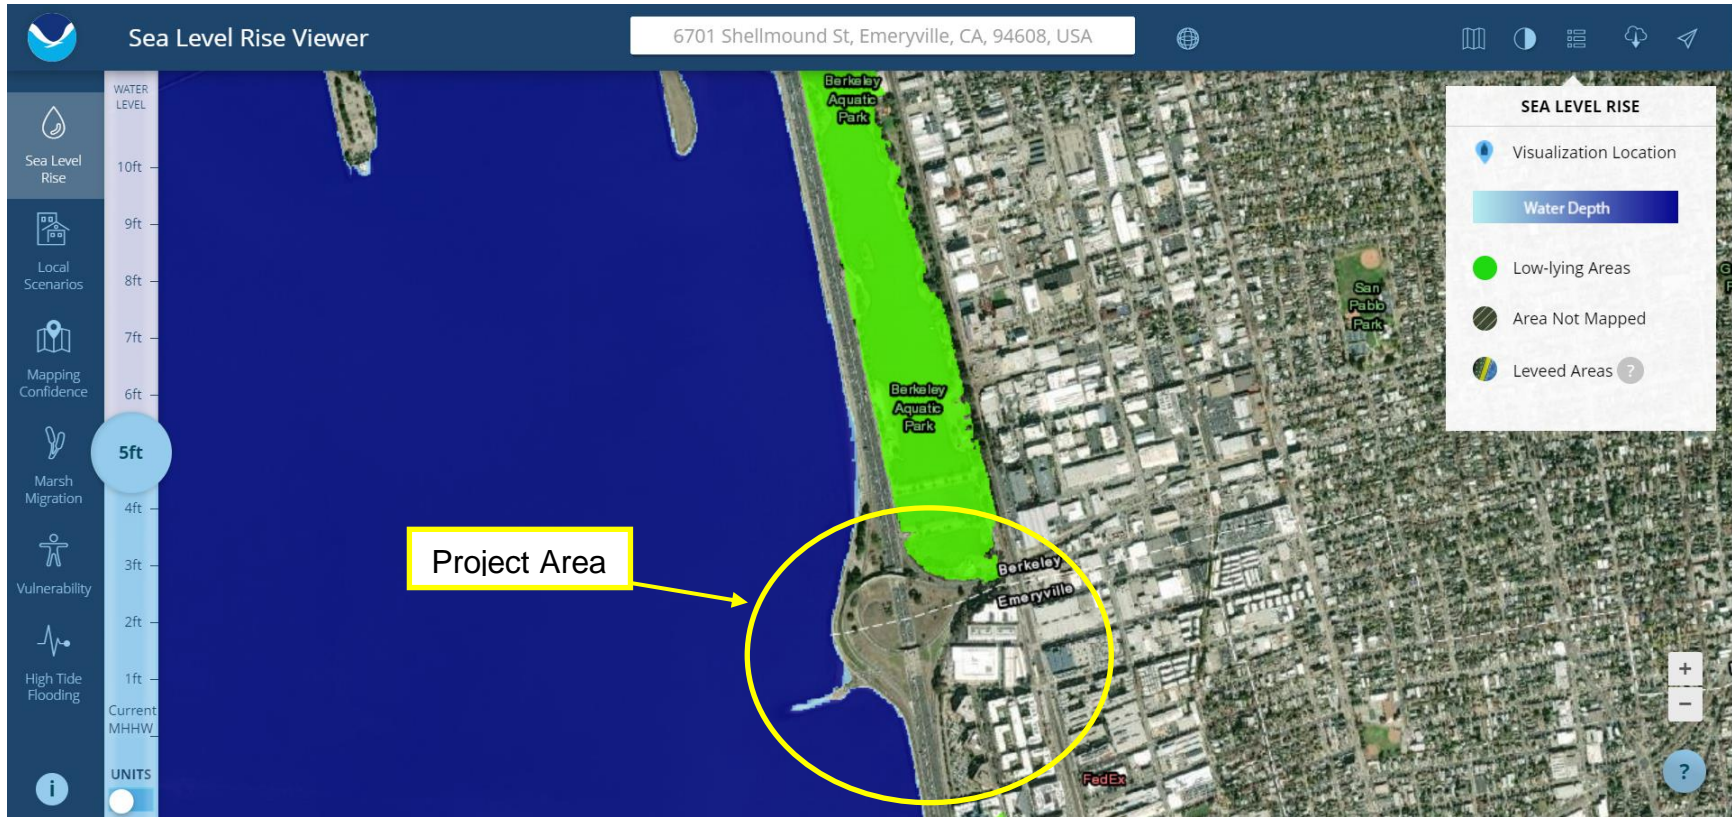 Sea Level Rise Viewer
6701 Shellmound St, Emeryville, CA, 94608, USA
Sea Level
Rise
Local
Scenarios
Mapping
Confidence
Marsh
Migration
Vulnerability
High Tide
Flooding
i
WATER
LEVEL
10ft
9ft
8ft
7ft
6ft
5ft
4ft
3ft
2ft
1ft
Current
MHHW
UNITS
Berkeley
Aquatic
Park
Berkeley
Aquatic
Park
San
Pablo
Park
Project Area
Berkeley
Emeryville
FedEx
SEA LEVEL RISE
Visualization Location
Water Depth
Low-lying Areas
Area Not Mapped
Leveed Areas ?
+
−
?